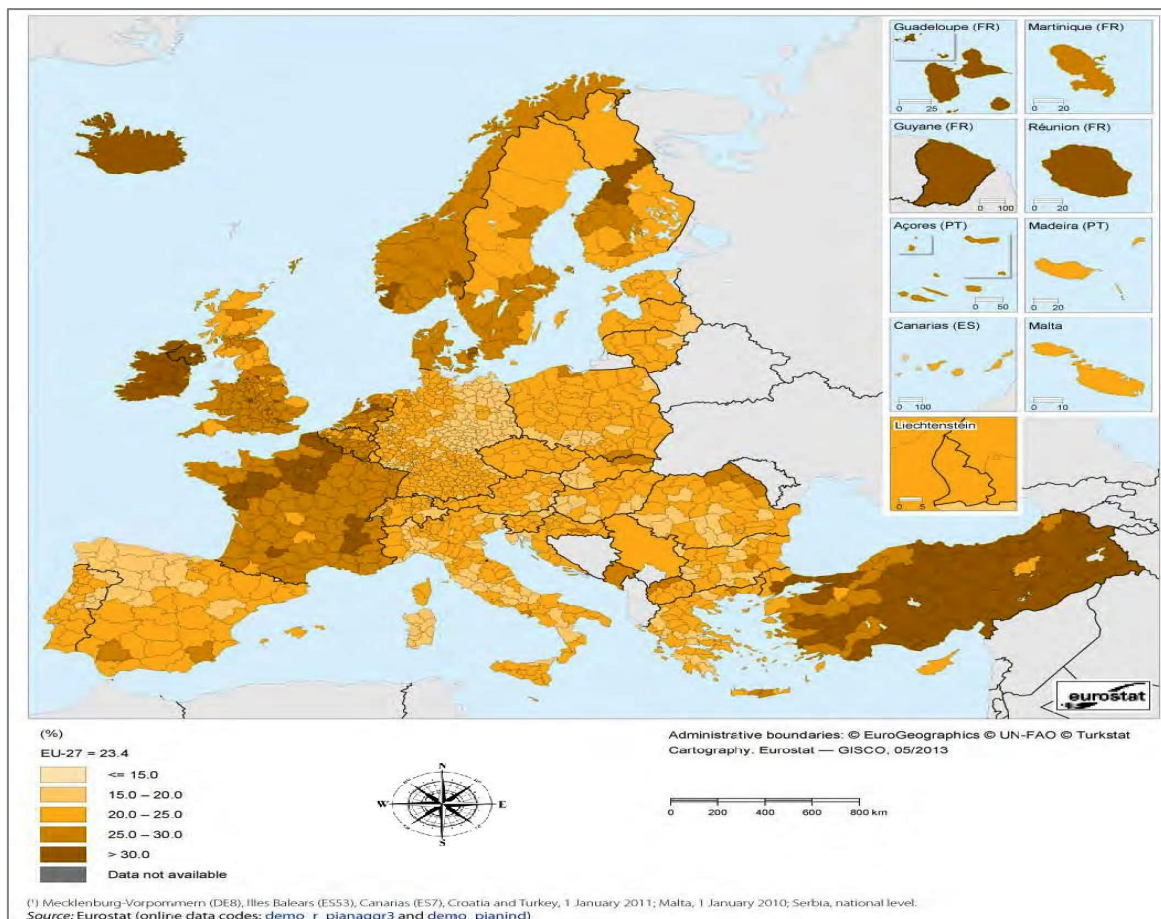 Guadeloupe (FR)
0 25
Martinique (FR)
0 20
Guyane (FR)
0 100
Réunion (FR)
0 20
Açores (PT)
0 50
Madeira (PT)
0 20
Canarias (ES)
0 100
Malta
0 10
Liechtenstein
0 5
eurostat
(%)
EU-27 = 23.4
<= 15.0
15.0 – 20.0
20.0 – 25.0
25.0 – 30.0
> 30.0
Data not available
N
W E
S
Administrative boundaries: © EuroGeographics © UN-FAO © Turkstat
Cartography: Eurostat — GISCO, 05/2013
0 200 400 600 800 km
(¹) Mecklenburg-Vorpommern (DE8), Illes Balears (ES53), Canarias (ES7), Croatia and Turkey, 1 January 2011; Malta, 1 January 2010; Serbia, national level.
Source: Eurostat (online data codes: demo_r_pjanaggr3 and demo_pjanind)